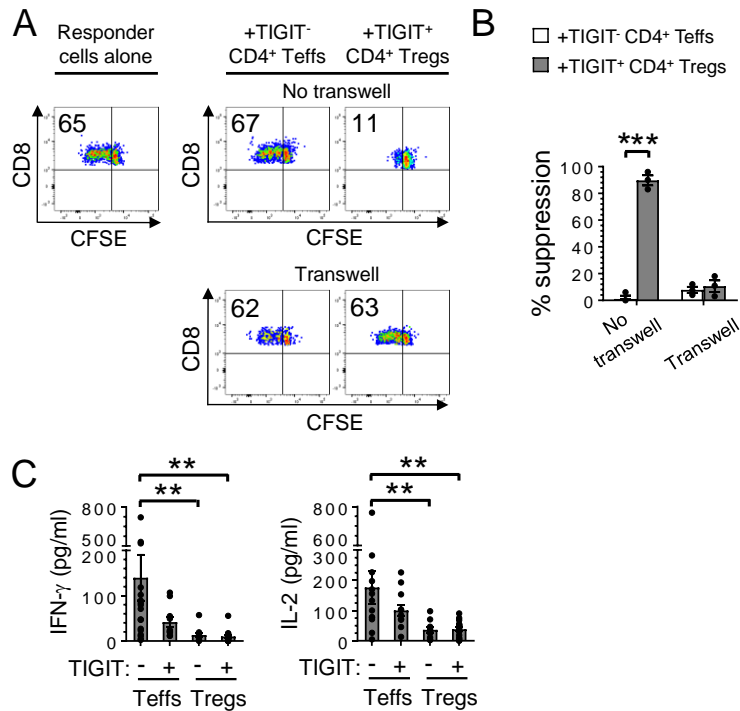 A
Responder
cells alone
+TIGIT- CD4+ Teffs
+TIGIT+ CD4+ Tregs
No transwell
65
67
11
CD8
CFSE
CD8
CFSE
Transwell
62
63
CD8
CFSE
B
+TIGIT- CD4+ Teffs
+TIGIT+ CD4+ Tregs
***
100
80
60
40
20
0
% suppression
No
transwell
Transwell
C
**
**
800
500
200
100
0
IFN-γ (pg/ml)
TIGIT: - + - +
Teffs Tregs
**
**
800
600
300
200
100
0
IL-2 (pg/ml)
- + - +
TIGIT:
Teffs Tregs